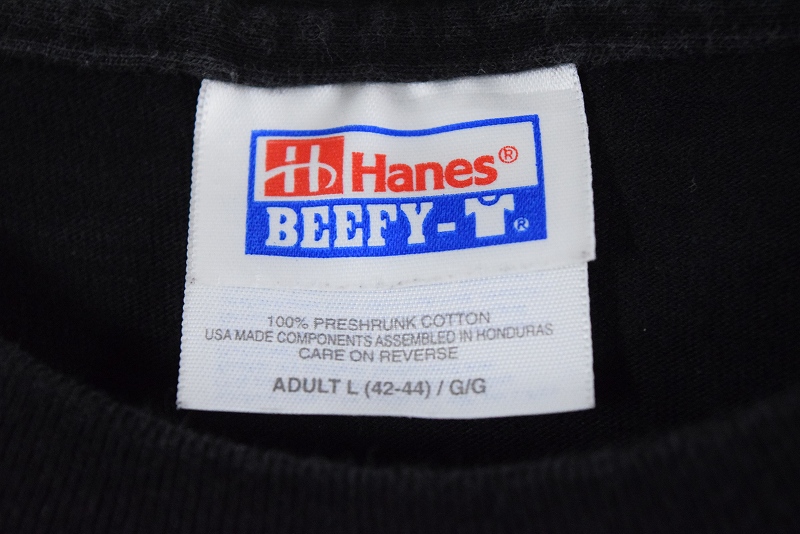 H Hanes®
BEEFY-T®
100% PRESHRUNK COTTON
USA MADE COMPONENTS ASSEMBLED IN HONDURAS
CARE ON REVERSE
ADULT L (42-44) / G/G